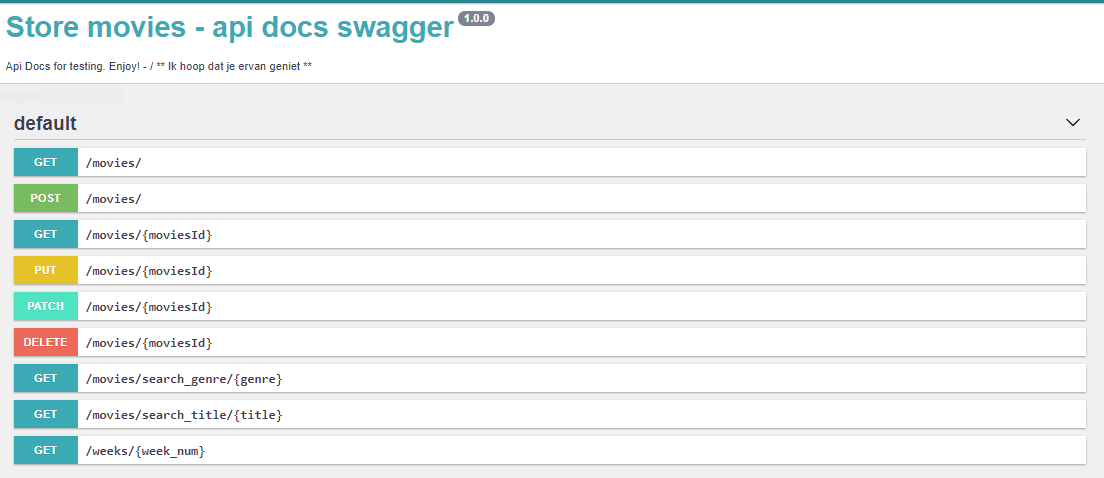 Store movies - api docs swagger 1.0.0
Api Docs for testing. Enjoy! - / ** Ik hoop dat je ervan geniet **
default
GET /movies/
POST /movies/
GET /movies/{moviesId}
PUT /movies/{moviesId}
PATCH /movies/{moviesId}
DELETE /movies/{moviesId}
GET /movies/search_genre/{genre}
GET /movies/search_title/{title}
GET /weeks/{week_num}